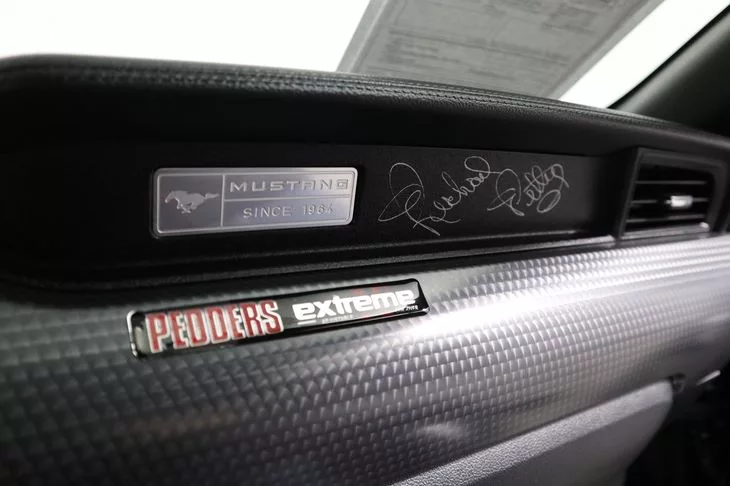 MUSTANG
SINCE 1964
Richard Petty
PEDDERS extreme